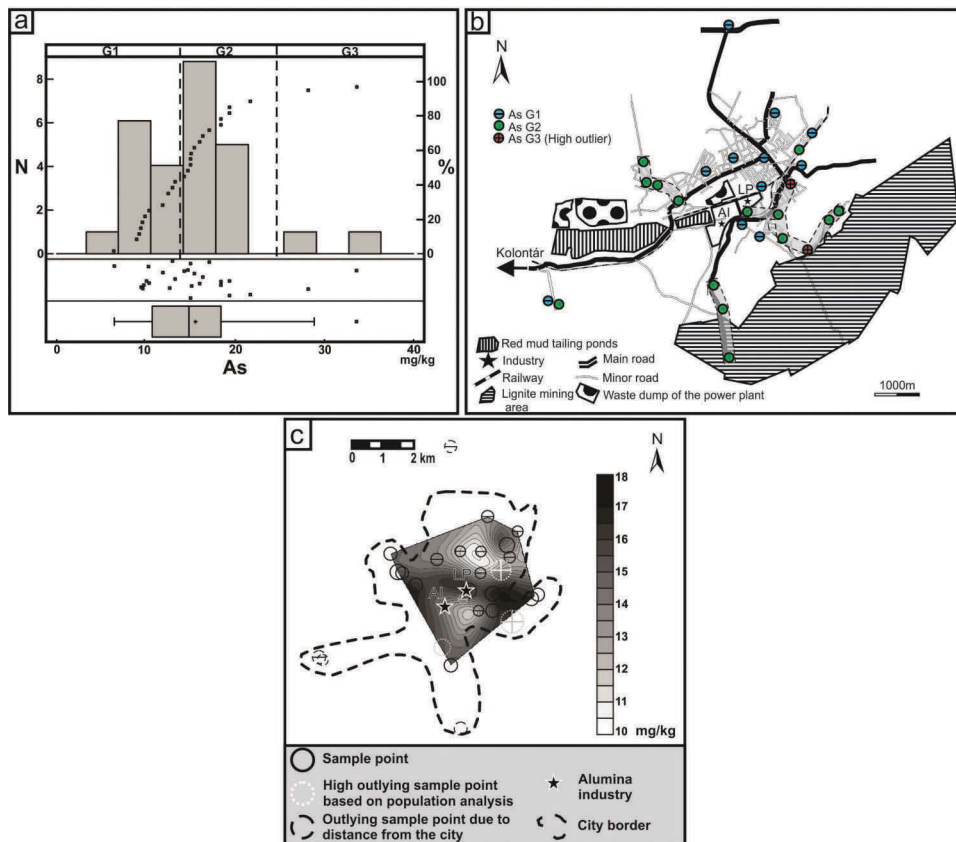 a
G1 G2 G3
8
6
4
2
0
N
100
80
60
40
20
0
%
0 10 20 30 40
As
mg/kg
b
N
As G1
As G2
As G3 (High outlier)
LP
AI
Kolontár
Red mud tailing ponds
Industry
Main road
Railway
Minor road
Lignite mining
area
Waste dump of the power plant
1000m
c
0 1 2 km
N
LP
AI
18
17
16
15
14
13
12
11
10 mg/kg
Sample point
High outlying sample point
based on population analysis
Alumina
industry
Outlying sample point due to
distance from the city
City border